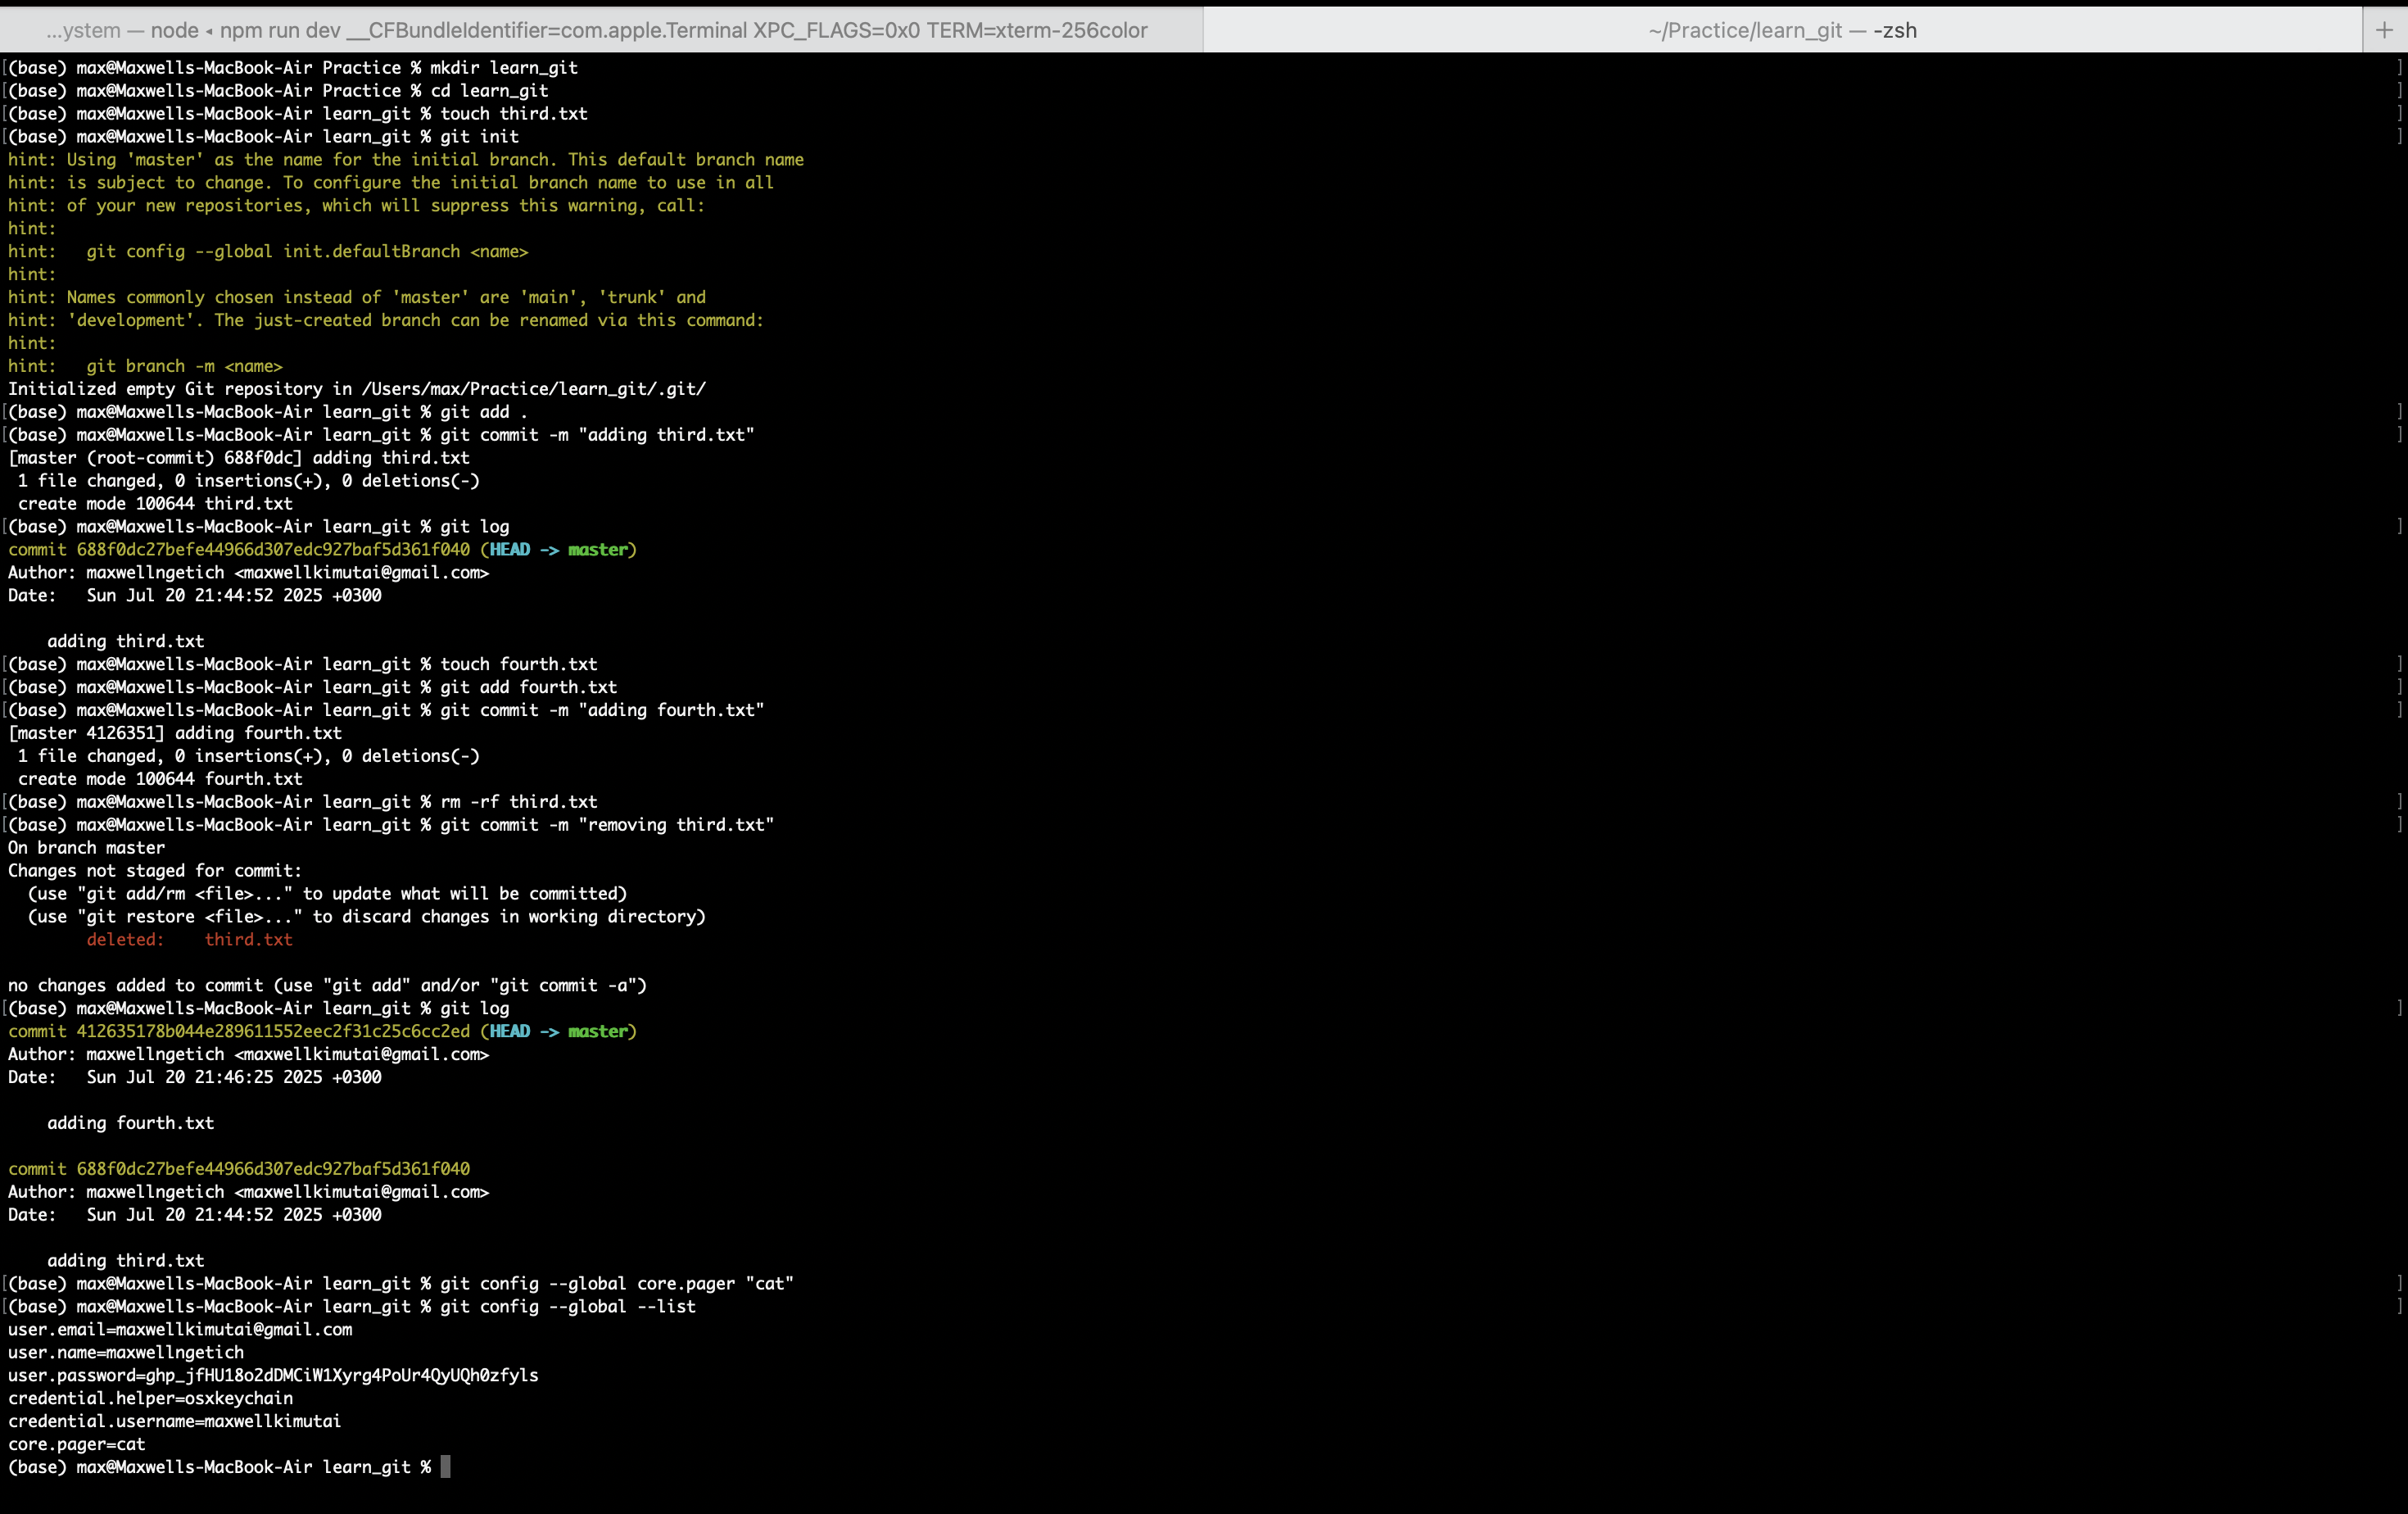 ...ystem — node ◂ npm run dev __CFBundleIdentifier=com.apple.Terminal XPC_FLAGS=0x0 TERM=xterm-256color
~/Practice/learn_git — -zsh
+
[(base) max@Maxwells-MacBook-Air Practice % mkdir learn_git ]
[(base) max@Maxwells-MacBook-Air Practice % cd learn_git ]
[(base) max@Maxwells-MacBook-Air learn_git % touch third.txt ]
[(base) max@Maxwells-MacBook-Air learn_git % git init ]
hint: Using 'master' as the name for the initial branch. This default branch name
hint: is subject to change. To configure the initial branch name to use in all
hint: of your new repositories, which will suppress this warning, call:
hint:
hint:   git config --global init.defaultBranch <name>
hint:
hint: Names commonly chosen instead of 'master' are 'main', 'trunk' and
hint: 'development'. The just-created branch can be renamed via this command:
hint:
hint:   git branch -m <name>
Initialized empty Git repository in /Users/max/Practice/learn_git/.git/
[(base) max@Maxwells-MacBook-Air learn_git % git add . ]
[(base) max@Maxwells-MacBook-Air learn_git % git commit -m "adding third.txt" ]
[master (root-commit) 688f0dc] adding third.txt
 1 file changed, 0 insertions(+), 0 deletions(-)
 create mode 100644 third.txt
[(base) max@Maxwells-MacBook-Air learn_git % git log ]
commit 688f0dc27befe44966d307edc927baf5d361f040 (HEAD -> master)
Author: maxwellngetich <maxwellkimutai@gmail.com>
Date:   Sun Jul 20 21:44:52 2025 +0300

    adding third.txt
[(base) max@Maxwells-MacBook-Air learn_git % touch fourth.txt ]
[(base) max@Maxwells-MacBook-Air learn_git % git add fourth.txt ]
[(base) max@Maxwells-MacBook-Air learn_git % git commit -m "adding fourth.txt" ]
[master 4126351] adding fourth.txt
 1 file changed, 0 insertions(+), 0 deletions(-)
 create mode 100644 fourth.txt
[(base) max@Maxwells-MacBook-Air learn_git % rm -rf third.txt ]
[(base) max@Maxwells-MacBook-Air learn_git % git commit -m "removing third.txt" ]
On branch master
Changes not staged for commit:
  (use "git add/rm <file>..." to update what will be committed)
  (use "git restore <file>..." to discard changes in working directory)
        deleted:    third.txt

no changes added to commit (use "git add" and/or "git commit -a")
[(base) max@Maxwells-MacBook-Air learn_git % git log ]
commit 412635178b044e289611552eec2f31c25c6cc2ed (HEAD -> master)
Author: maxwellngetich <maxwellkimutai@gmail.com>
Date:   Sun Jul 20 21:46:25 2025 +0300

    adding fourth.txt

commit 688f0dc27befe44966d307edc927baf5d361f040
Author: maxwellngetich <maxwellkimutai@gmail.com>
Date:   Sun Jul 20 21:44:52 2025 +0300

    adding third.txt
[(base) max@Maxwells-MacBook-Air learn_git % git config --global core.pager "cat" ]
[(base) max@Maxwells-MacBook-Air learn_git % git config --global --list ]
user.email=maxwellkimutai@gmail.com
user.name=maxwellngetich
user.password=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
credential.helper=osxkeychain
credential.username=maxwellkimutai
core.pager=cat
(base) max@Maxwells-MacBook-Air learn_git %